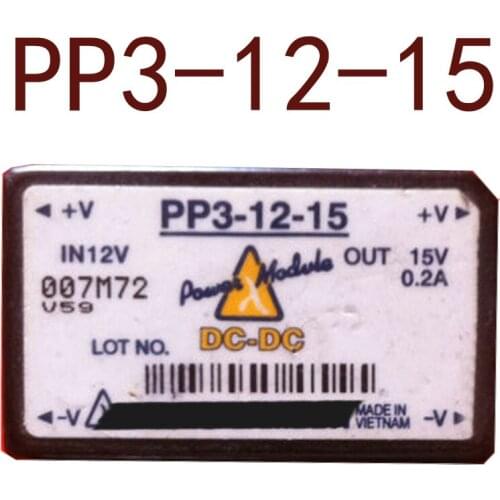 PP3-12-15
+V PP3-12-15 +V
IN12V OUT 15V
007M72 Power Module 0.2A
V59
DC-DC
LOT NO.
MADE IN
-V VIETNAM -V